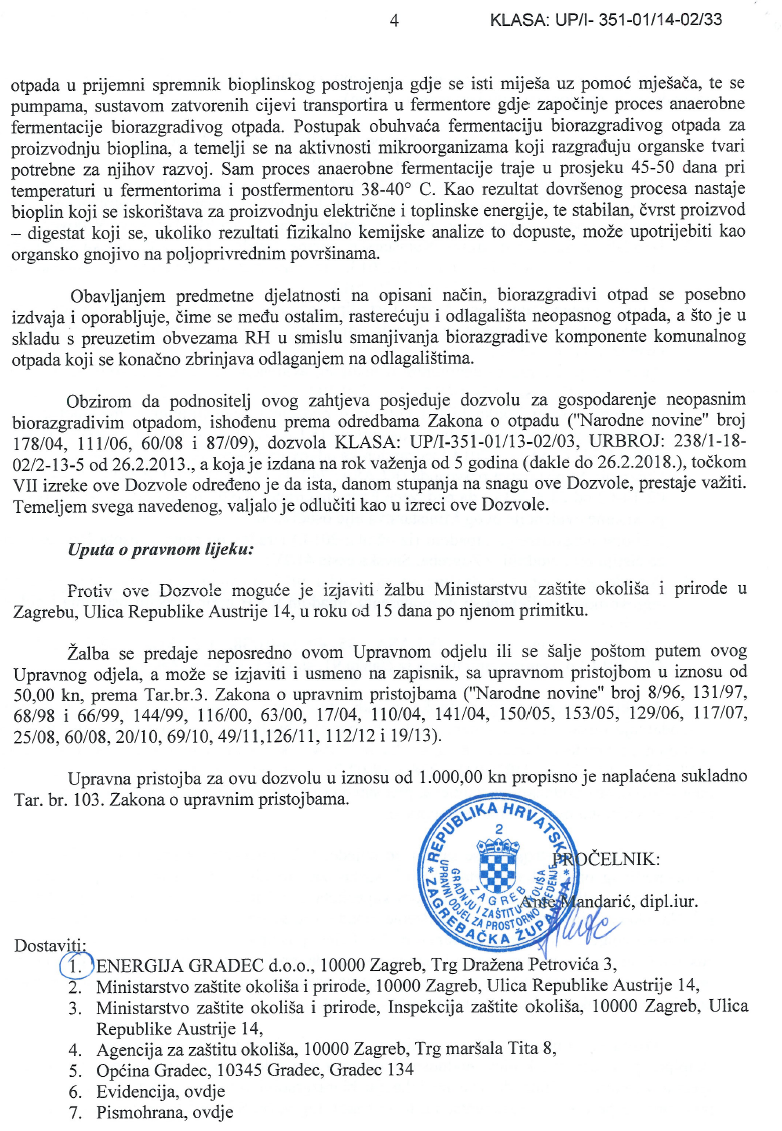 4
KLASA: UP/I- 351-01/14-02/33
otpada u prijemni spremnik bioplinskog postrojenja gdje se isti miješa uz pomoć mješača, te se
pumpama, sustavom zatvorenih cijevi transportira u fermentore gdje započinje proces anaerobne
fermentacije biorazgradivog otpada. Postupak obuhvaća fermentaciju biorazgradivog otpada za
proizvodnju bioplina, a temelji se na aktivnosti mikroorganizama koji razgrađuju organske tvari
potrebne za njihov razvoj. Sam proces anaerobne fermentacije traje u prosjeku 45-50 dana pri
temperaturi u fermentorima i postfermentoru 38-40° C. Kao rezultat dovršenog procesa nastaje
bioplin koji se iskorištava za proizvodnju električne i toplinske energije, te stabilan, čvrst proizvod
– digestat koji se, ukoliko rezultati fizikalno kemijske analize to dopuste, može upotrijebiti kao
organsko gnojivo na poljoprivrednim površinama.
Obavljanjem predmetne djelatnosti na opisani način, biorazgradivi otpad se posebno
izdvaja i oporabljuje, čime se među ostalim, rasterećuju i odlagališta neopasnog otpada, a što je u
skladu s preuzetim obvezama RH u smislu smanjivanja biorazgradive komponente komunalnog
otpada koji se konačno zbrinjava odlaganjem na odlagalištima.
Obzirom da podnositelj ovog zahtjeva posjeduje dozvolu za gospodarenje neopasnim
biorazgradivim otpadom, ishođenu prema odredbama Zakona o otpadu ("Narodne novine" broj
178/04, 111/06, 60/08 i 87/09), dozvola KLASA: UP/I-351-01/13-02/03, URBROJ: 238/1-18-
02/2-13-5 od 26.2.2013., a koja je izdana na rok važenja od 5 godina (dakle do 26.2.2018.), točkom
VII izreke ove Dozvole određeno je da ista, danom stupanja na snagu ove Dozvole, prestaje važiti.
Temeljem svega navedenog, valjalo je odlučiti kao u izreci ove Dozvole.
Uputa o pravnom lijeku:
Protiv ove Dozvole moguće je izjaviti žalbu Ministarstvu zaštite okoliša i prirode u
Zagrebu, Ulica Republike Austrije 14, u roku od 15 dana po njenom primitku.
Žalba se predaje neposredno ovom Upravnom odjelu ili se šalje poštom putem ovog
Upravnog odjela, a može se izjaviti i usmeno na zapisnik, sa upravnom pristojbom u iznosu od
50,00 kn, prema Tar.br.3. Zakona o upravnim pristojbama ("Narodne novine" broj 8/96, 131/97,
68/98 i 66/99, 144/99, 116/00, 63/00, 17/04, 110/04, 141/04, 150/05, 153/05, 129/06, 117/07,
25/08, 60/08, 20/10, 69/10, 49/11,126/11, 112/12 i 19/13).
Upravna pristojba za ovu dozvolu u iznosu od 1.000,00 kn propisno je naplaćena sukladno
Tar. br. 103. Zakona o upravnim pristojbama.
REPUBLIKA HRVATSKA
2
ZAGREBAČKA ŽUPANIJA
UPRAVNI ODJEL ZA PROSTORNO UREĐENJE,
GRADNJU I ZAŠTITU OKOLIŠA
ZAGREB
PROČELNIK:
Ante Mandarić, dipl.iur.
Dostaviti:
1. ENERGIJA GRADEC d.o.o., 10000 Zagreb, Trg Dražena Petrovića 3,
2. Ministarstvo zaštite okoliša i prirode, 10000 Zagreb, Ulica Republike Austrije 14,
3. Ministarstvo zaštite okoliša i prirode, Inspekcija zaštite okoliša, 10000 Zagreb, Ulica
Republike Austrije 14,
4. Agencija za zaštitu okoliša, 10000 Zagreb, Trg maršala Tita 8,
5. Općina Gradec, 10345 Gradec, Gradec 134
6. Evidencija, ovdje
7. Pismohrana, ovdje